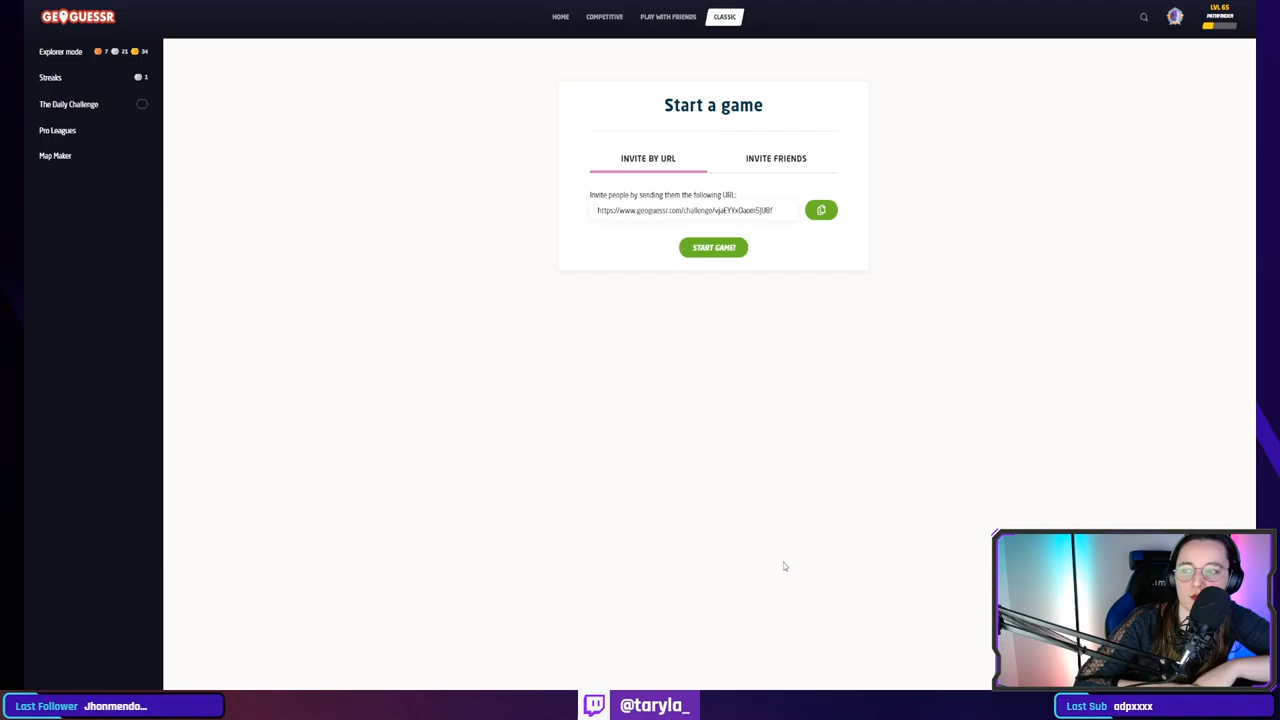 GEOGUESSR
HOME
COMPETITIVE
PLAY WITH FRIENDS
CLASSIC
LVL 65
PATHFINDER
Explorer mode 7 21 34
Streaks 1
The Daily Challenge
Pro Leagues
Map Maker
Start a game
INVITE BY URL
INVITE FRIENDS
Invite people by sending them the following URL:
START GAME!
Last Follower Jhonmendo...
@taryla_
Last Sub adpxxxx